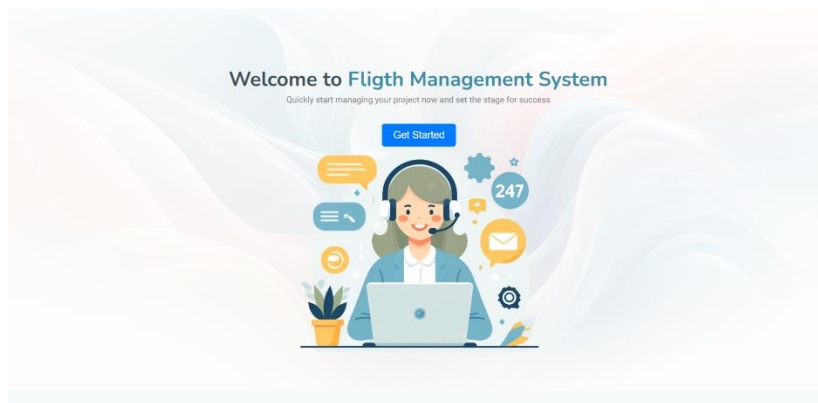 Welcome to Fligth Management System
Quickly start managing your project now and set the stage for success
Get Started
247